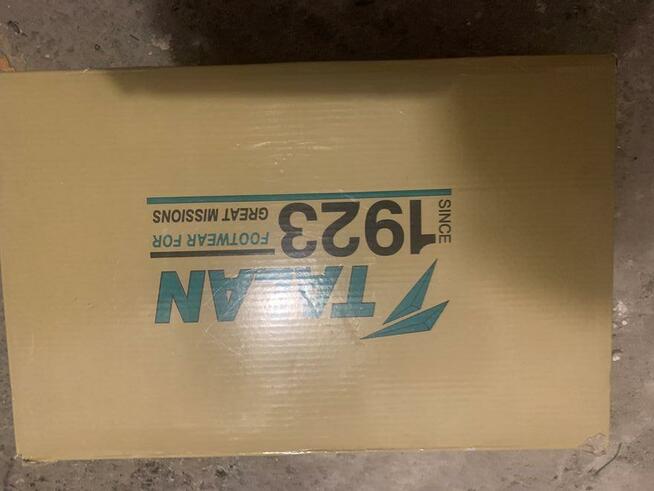 TALAN
SINCE
1923
FOOTWEAR FOR
GREAT MISSIONS